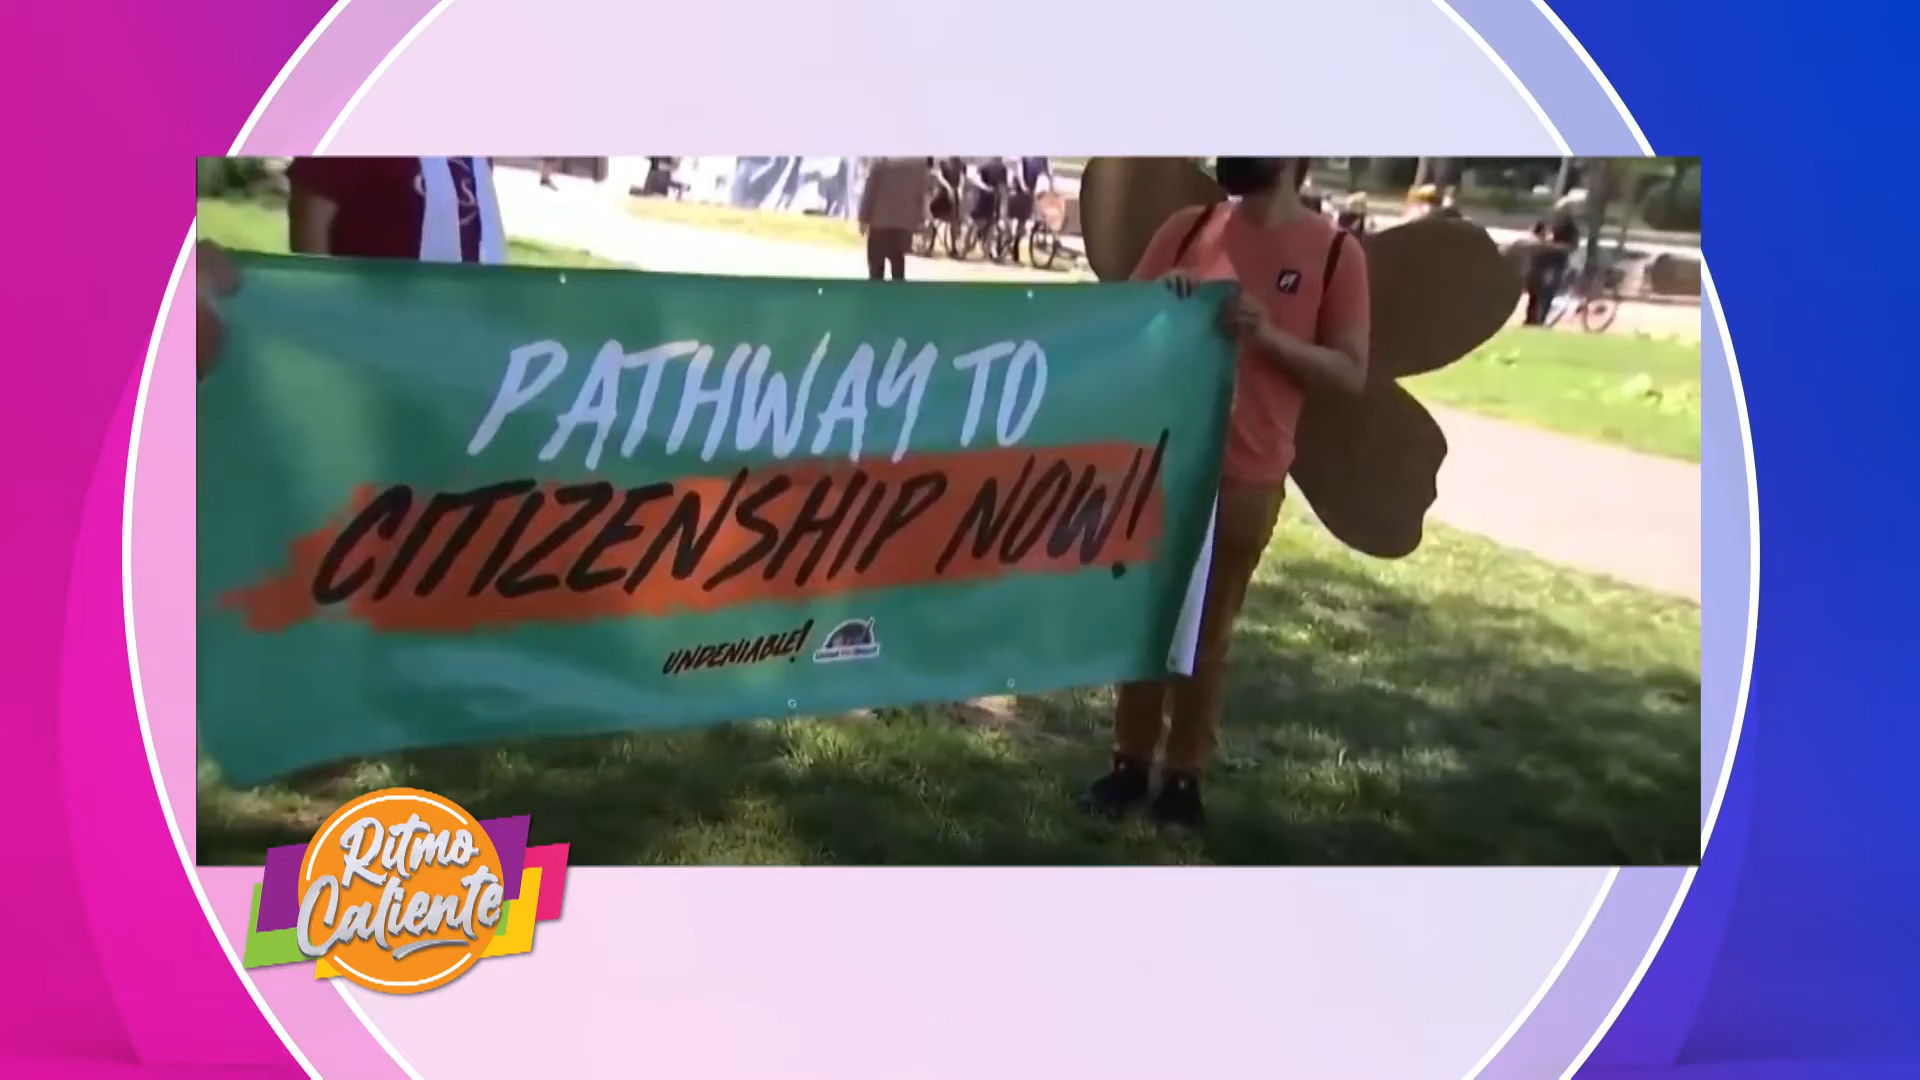 PATHWAY TO
CITIZENSHIP NOW!
UNDENIABLE!
Ritmo
Caliente